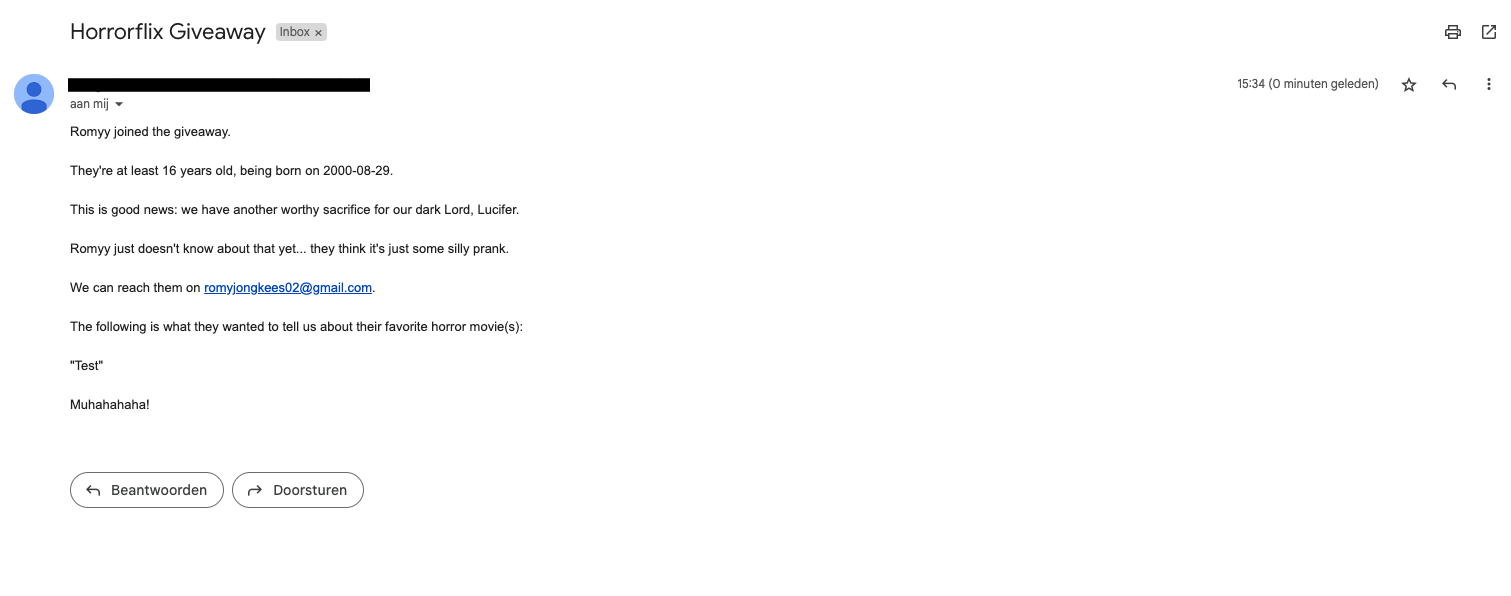 Horrorflix Giveaway Inbox ×
15:34 (0 minuten geleden)
aan mij
Romyy joined the giveaway.
They're at least 16 years old, being born on 2000-08-29.
This is good news: we have another worthy sacrifice for our dark Lord, Lucifer.
Romyy just doesn't know about that yet... they think it's just some silly prank.
We can reach them on romyjongkees02@gmail.com.
The following is what they wanted to tell us about their favorite horror movie(s):
"Test"
Muhahahaha!
Beantwoorden Doorsturen